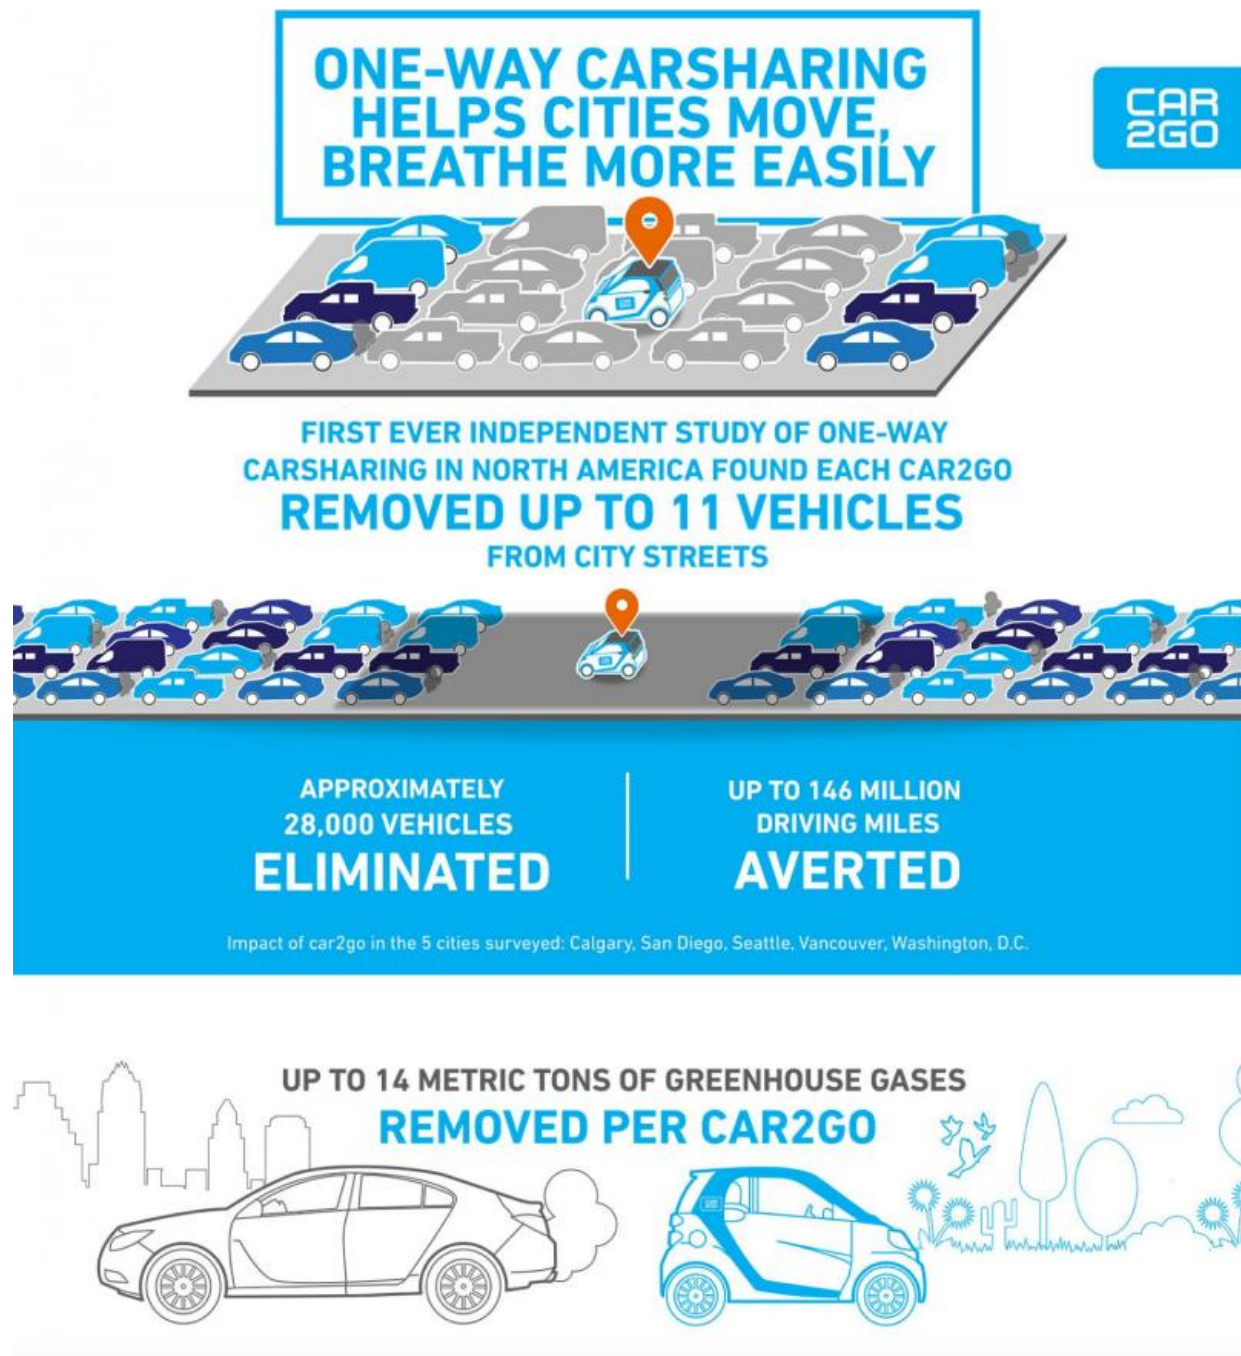 ONE-WAY CARSHARING
HELPS CITIES MOVE,
BREATHE MORE EASILY
CAR
2GO
FIRST EVER INDEPENDENT STUDY OF ONE-WAY
CARSHARING IN NORTH AMERICA FOUND EACH CAR2GO
REMOVED UP TO 11 VEHICLES
FROM CITY STREETS
APPROXIMATELY
28,000 VEHICLES
ELIMINATED
UP TO 146 MILLION
DRIVING MILES
AVERTED
Impact of car2go in the 5 cities surveyed: Calgary, San Diego, Seattle, Vancouver, Washington, D.C.
UP TO 14 METRIC TONS OF GREENHOUSE GASES
REMOVED PER CAR2GO